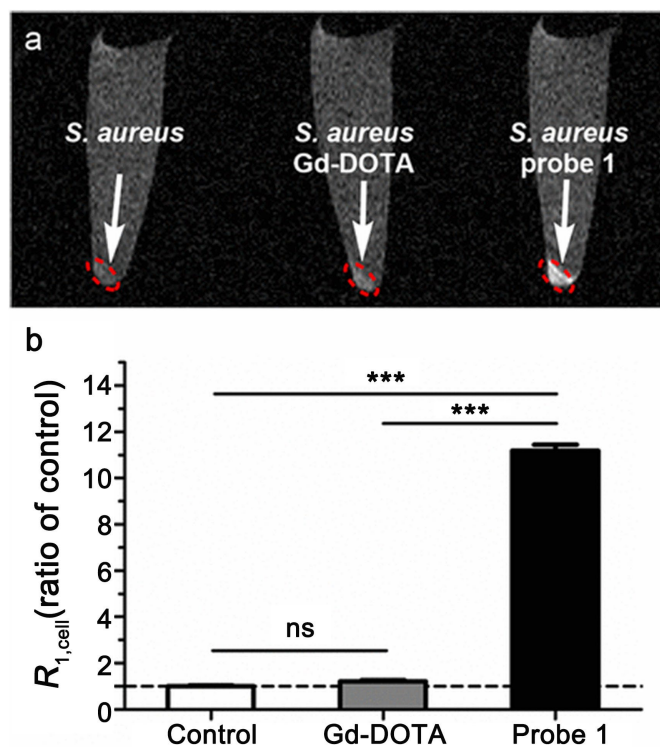 a
S. aureus
S. aureus
Gd-DOTA
S. aureus
probe 1
b
R1,cell(ratio of control)
14
12
10
8
6
4
2
0
***
***
ns
Control
Gd-DOTA
Probe 1